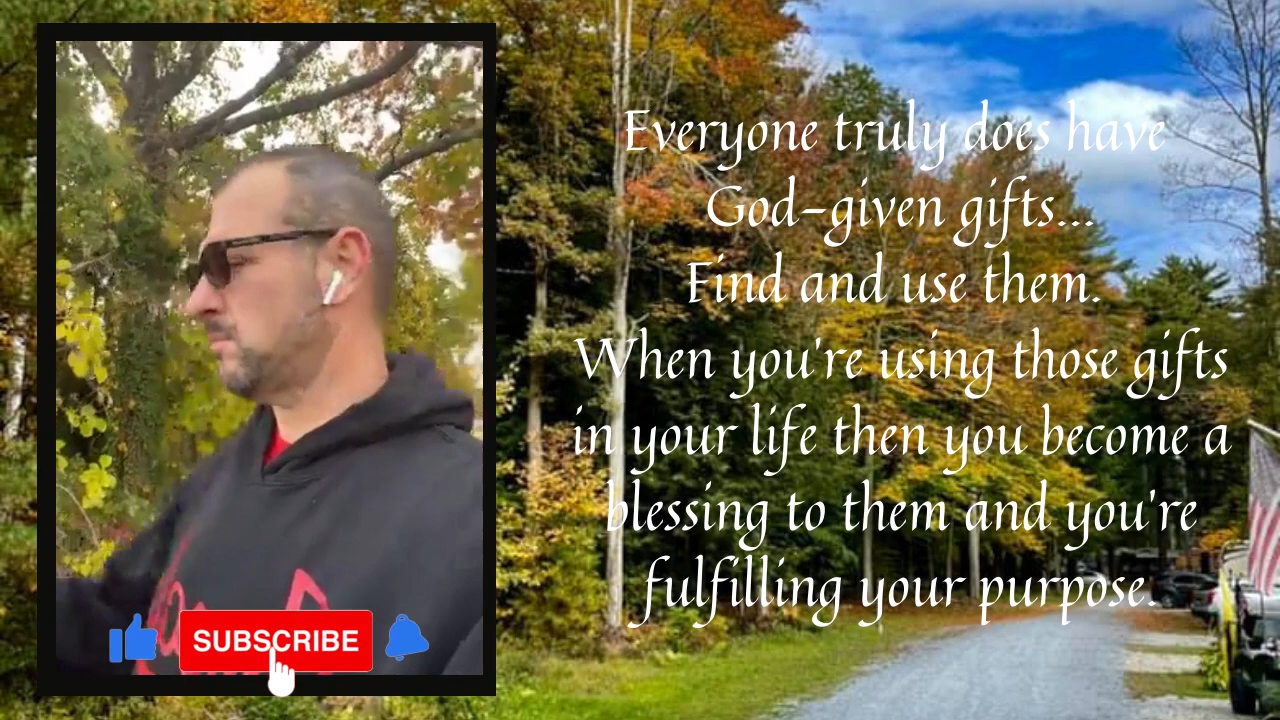 Everyone truly does have
God-given gifts...
Find and use them.
When you're using those gifts
in your life then you become a
blessing to them and you're
fulfilling your purpose.
SUBSCRIBE